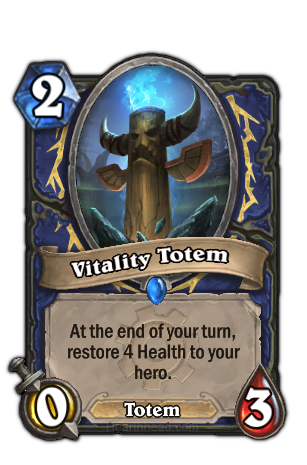 2
Vitality Totem
At the end of your turn,
restore 4 Health to your
hero.
0
Totem
3